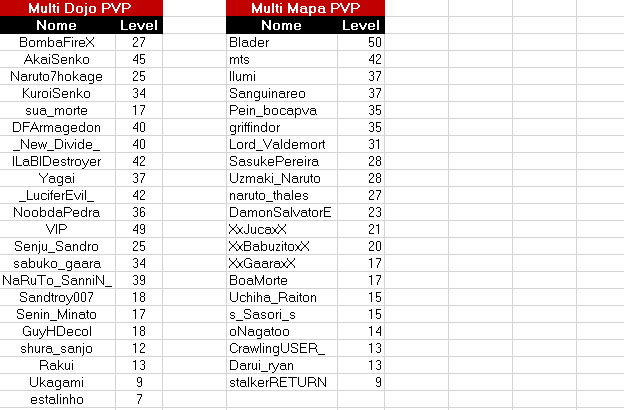 Multi Dojo PVP
Nome Level
BombaFireX 27
AkaiSenko 45
Naruto7hokage 25
KuroiSenko 34
sua_morte 17
DFArmagedon 40
_New_Divide_ 40
ILaBlDestroyer 42
Yagai 37
_LuciferEvil_ 42
NoobdaPedra 36
VIP 49
Senju_Sandro 25
sabuko_gaara 34
NaRuTo_SanniN_ 39
Sandtroy007 18
Senin_Minato 17
GuyHDecol 18
shura_sanjo 12
Rakui 13
Ukagami 9
estalinho 7
Multi Mapa PVP
Nome Level
Blader 50
mts 42
Ilumi 37
Sanguinareo 37
Pein_bocapva 35
griffindor 35
Lord_Valdemort 31
SasukePereira 28
Uzmaki_Naruto 28
naruto_thales 27
DamonSalvatorE 23
XxJucaxX 21
XxBabuzitoxX 20
XxGaaraxX 17
BoaMorte 17
Uchiha_Raiton 15
s_Sasori_s 15
oNagatoo 14
CrawlingUSER_ 13
Darui_ryan 13
stalkerRETURN 9